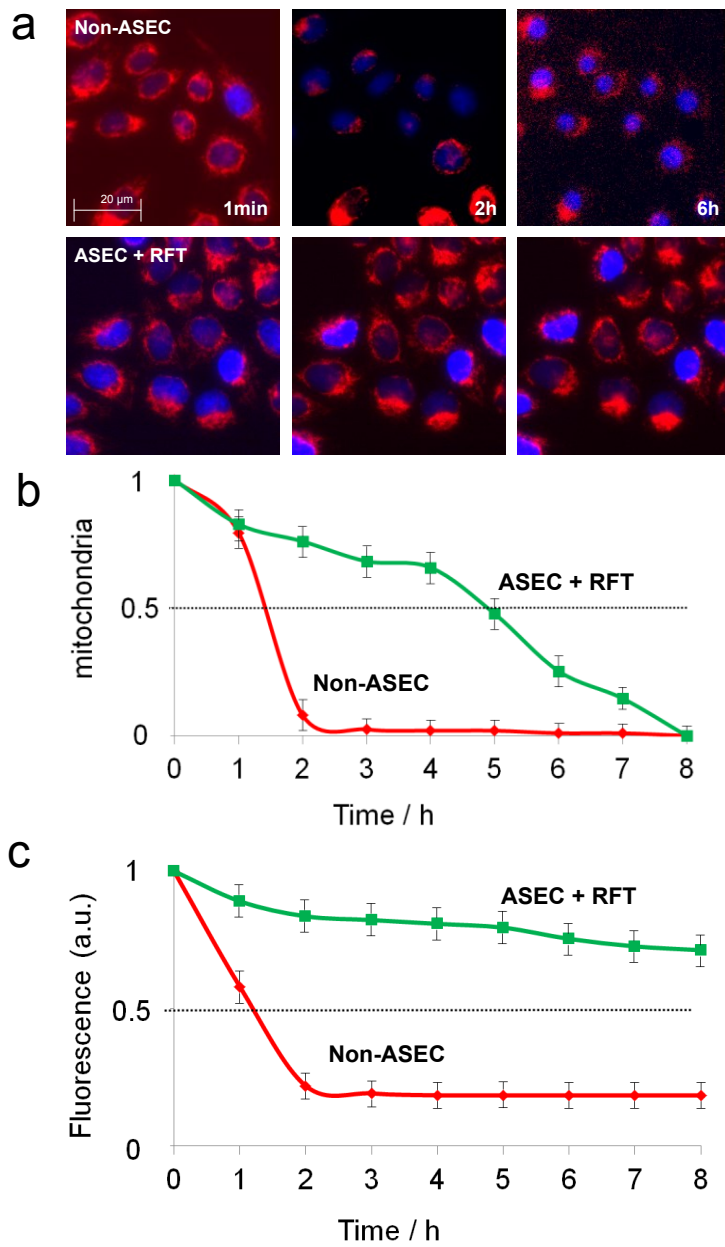 a
Non-ASEC
20 µm
1min
2h
6h
ASEC + RFT
b
1
mitochondria
0.5
0
ASEC + RFT
Non-ASEC
0 1 2 3 4 5 6 7 8
Time / h
c
1
Fluorescence (a.u.)
0.5
0
ASEC + RFT
Non-ASEC
0 1 2 3 4 5 6 7 8
Time / h